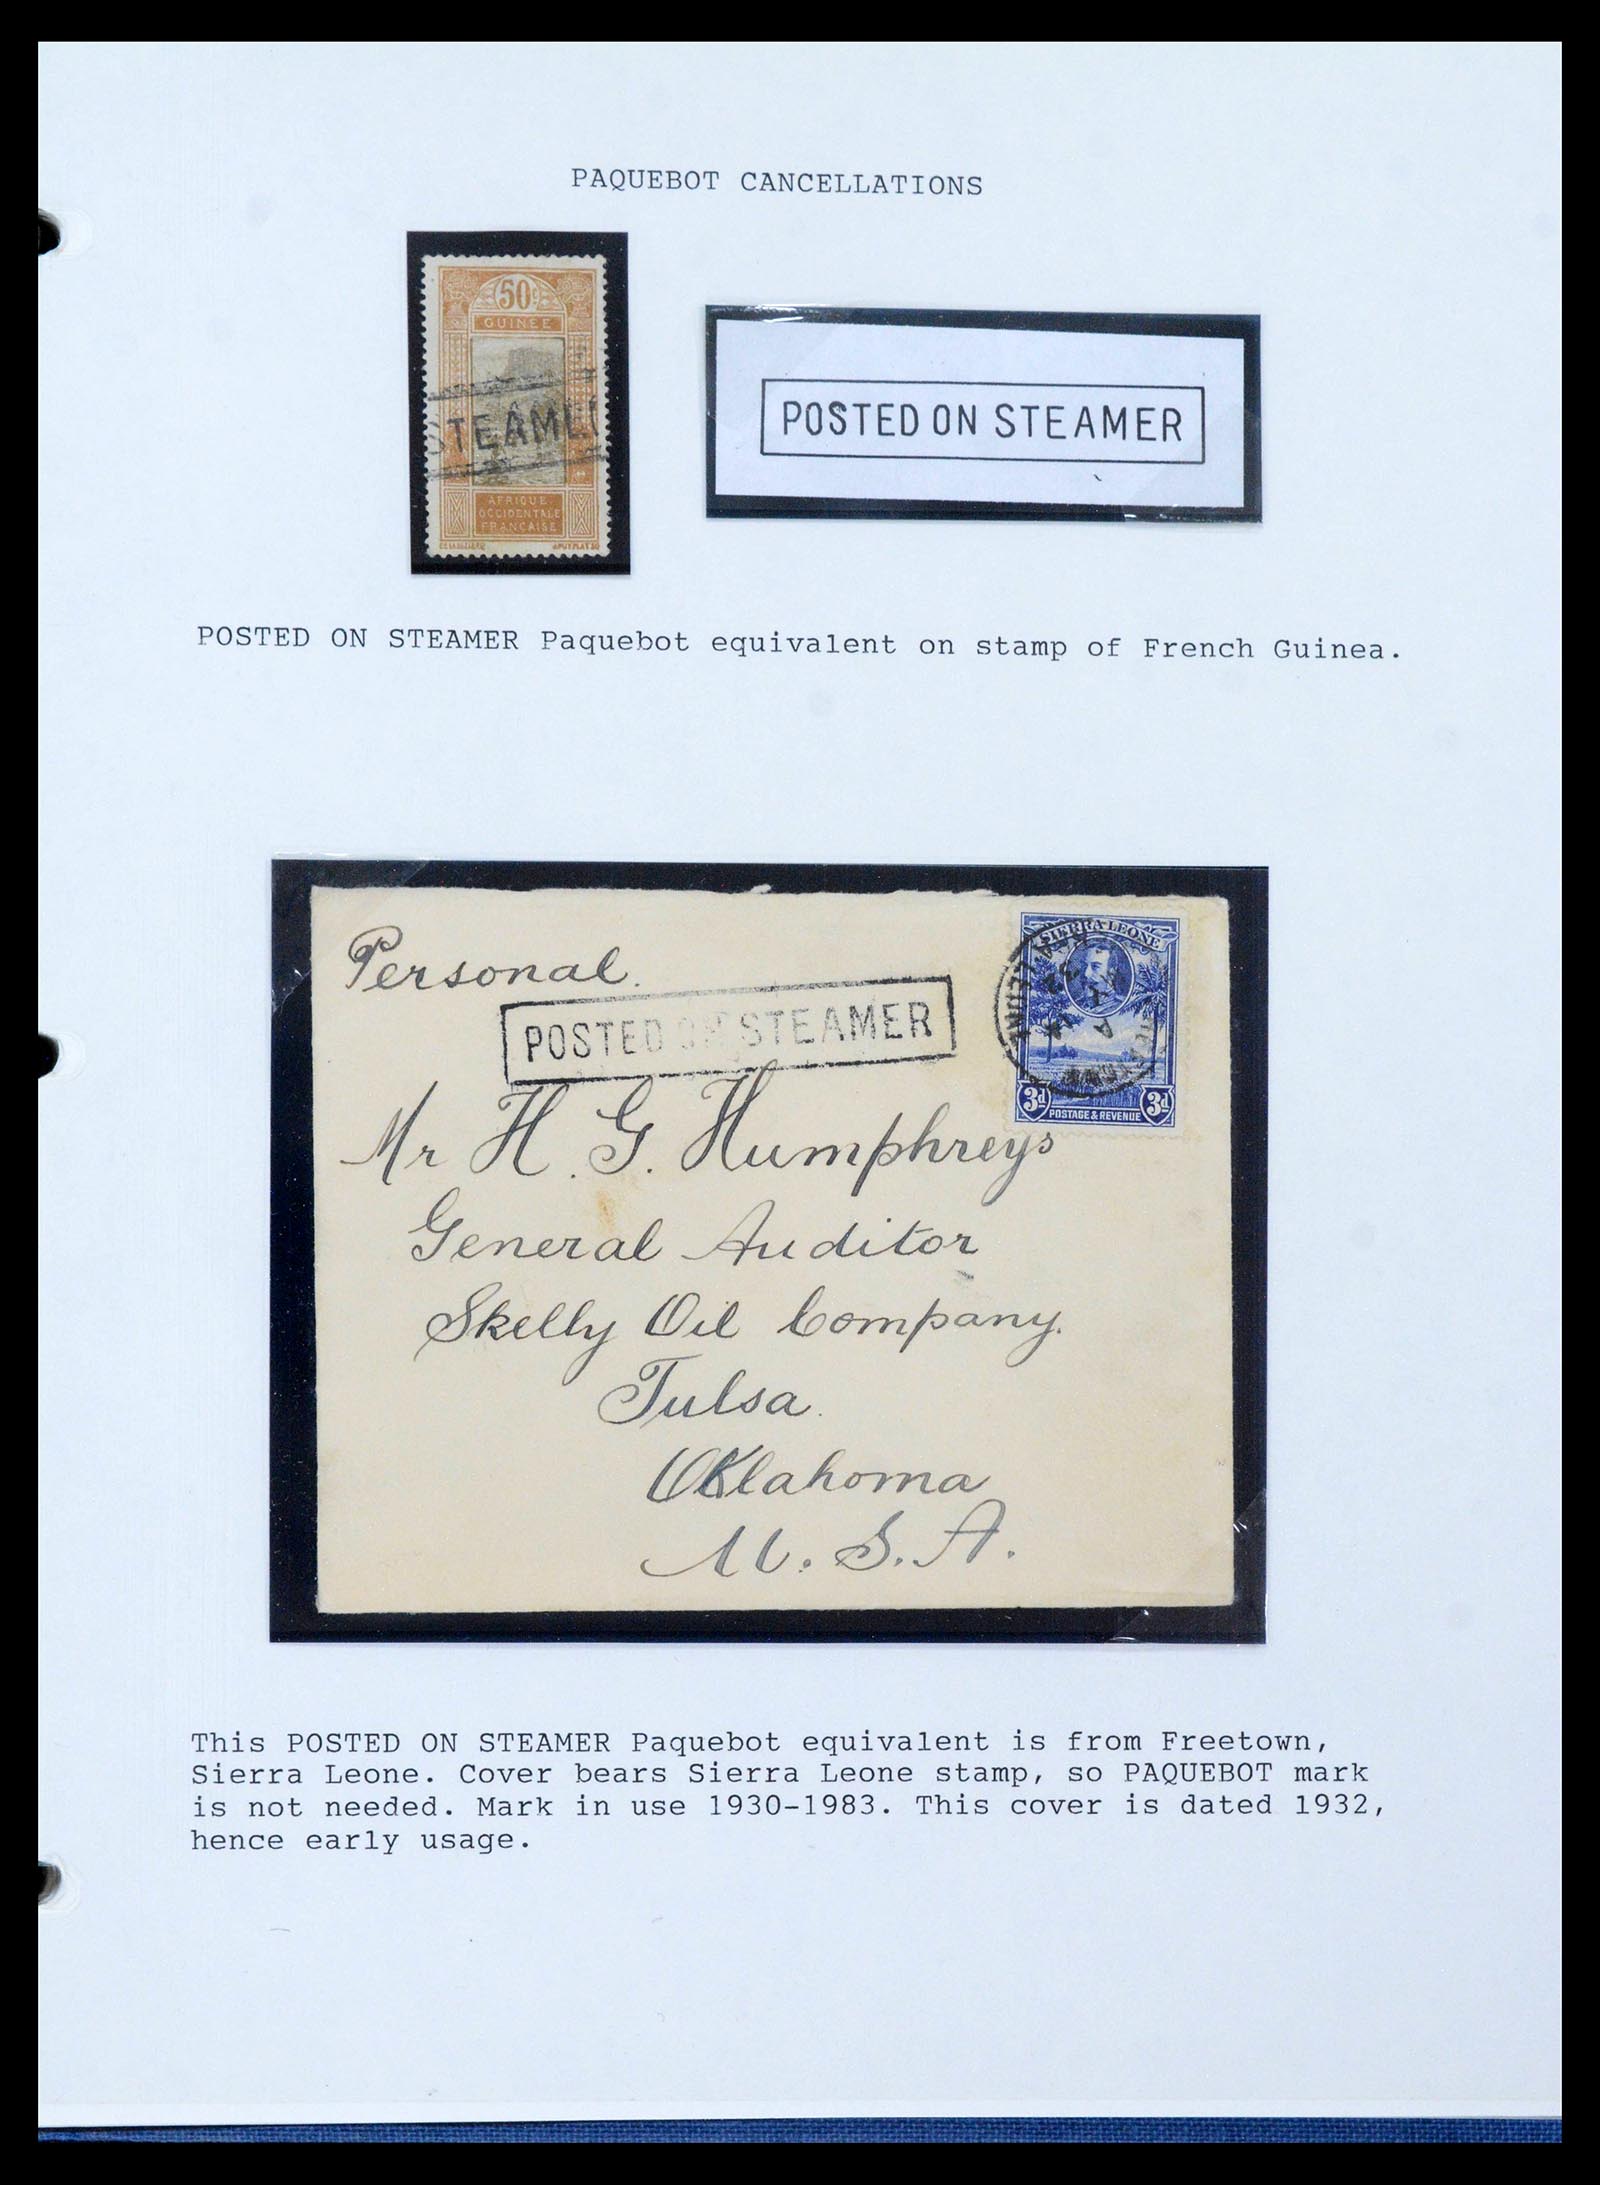 PAQUEBOT CANCELLATIONS
50c
GUINÉE
STEAME
AFRIQUE
OCCIDENTALE
FRANÇAISE
POSTED ON STEAMER
POSTED ON STEAMER Paquebot equivalent on stamp of French Guinea.
Personal.
SIERRA LEONE
POSTED ON STEAMER
3d 3d
POSTAGE & REVENUE
Mr H. G. Humphreys
General Auditor
Skelly Oil Company.
Tulsa.
Oklahoma
U. S. A.
This POSTED ON STEAMER Paquebot equivalent is from Freetown,
Sierra Leone. Cover bears Sierra Leone stamp, so PAQUEBOT mark
is not needed. Mark in use 1930-1983. This cover is dated 1932,
hence early usage.